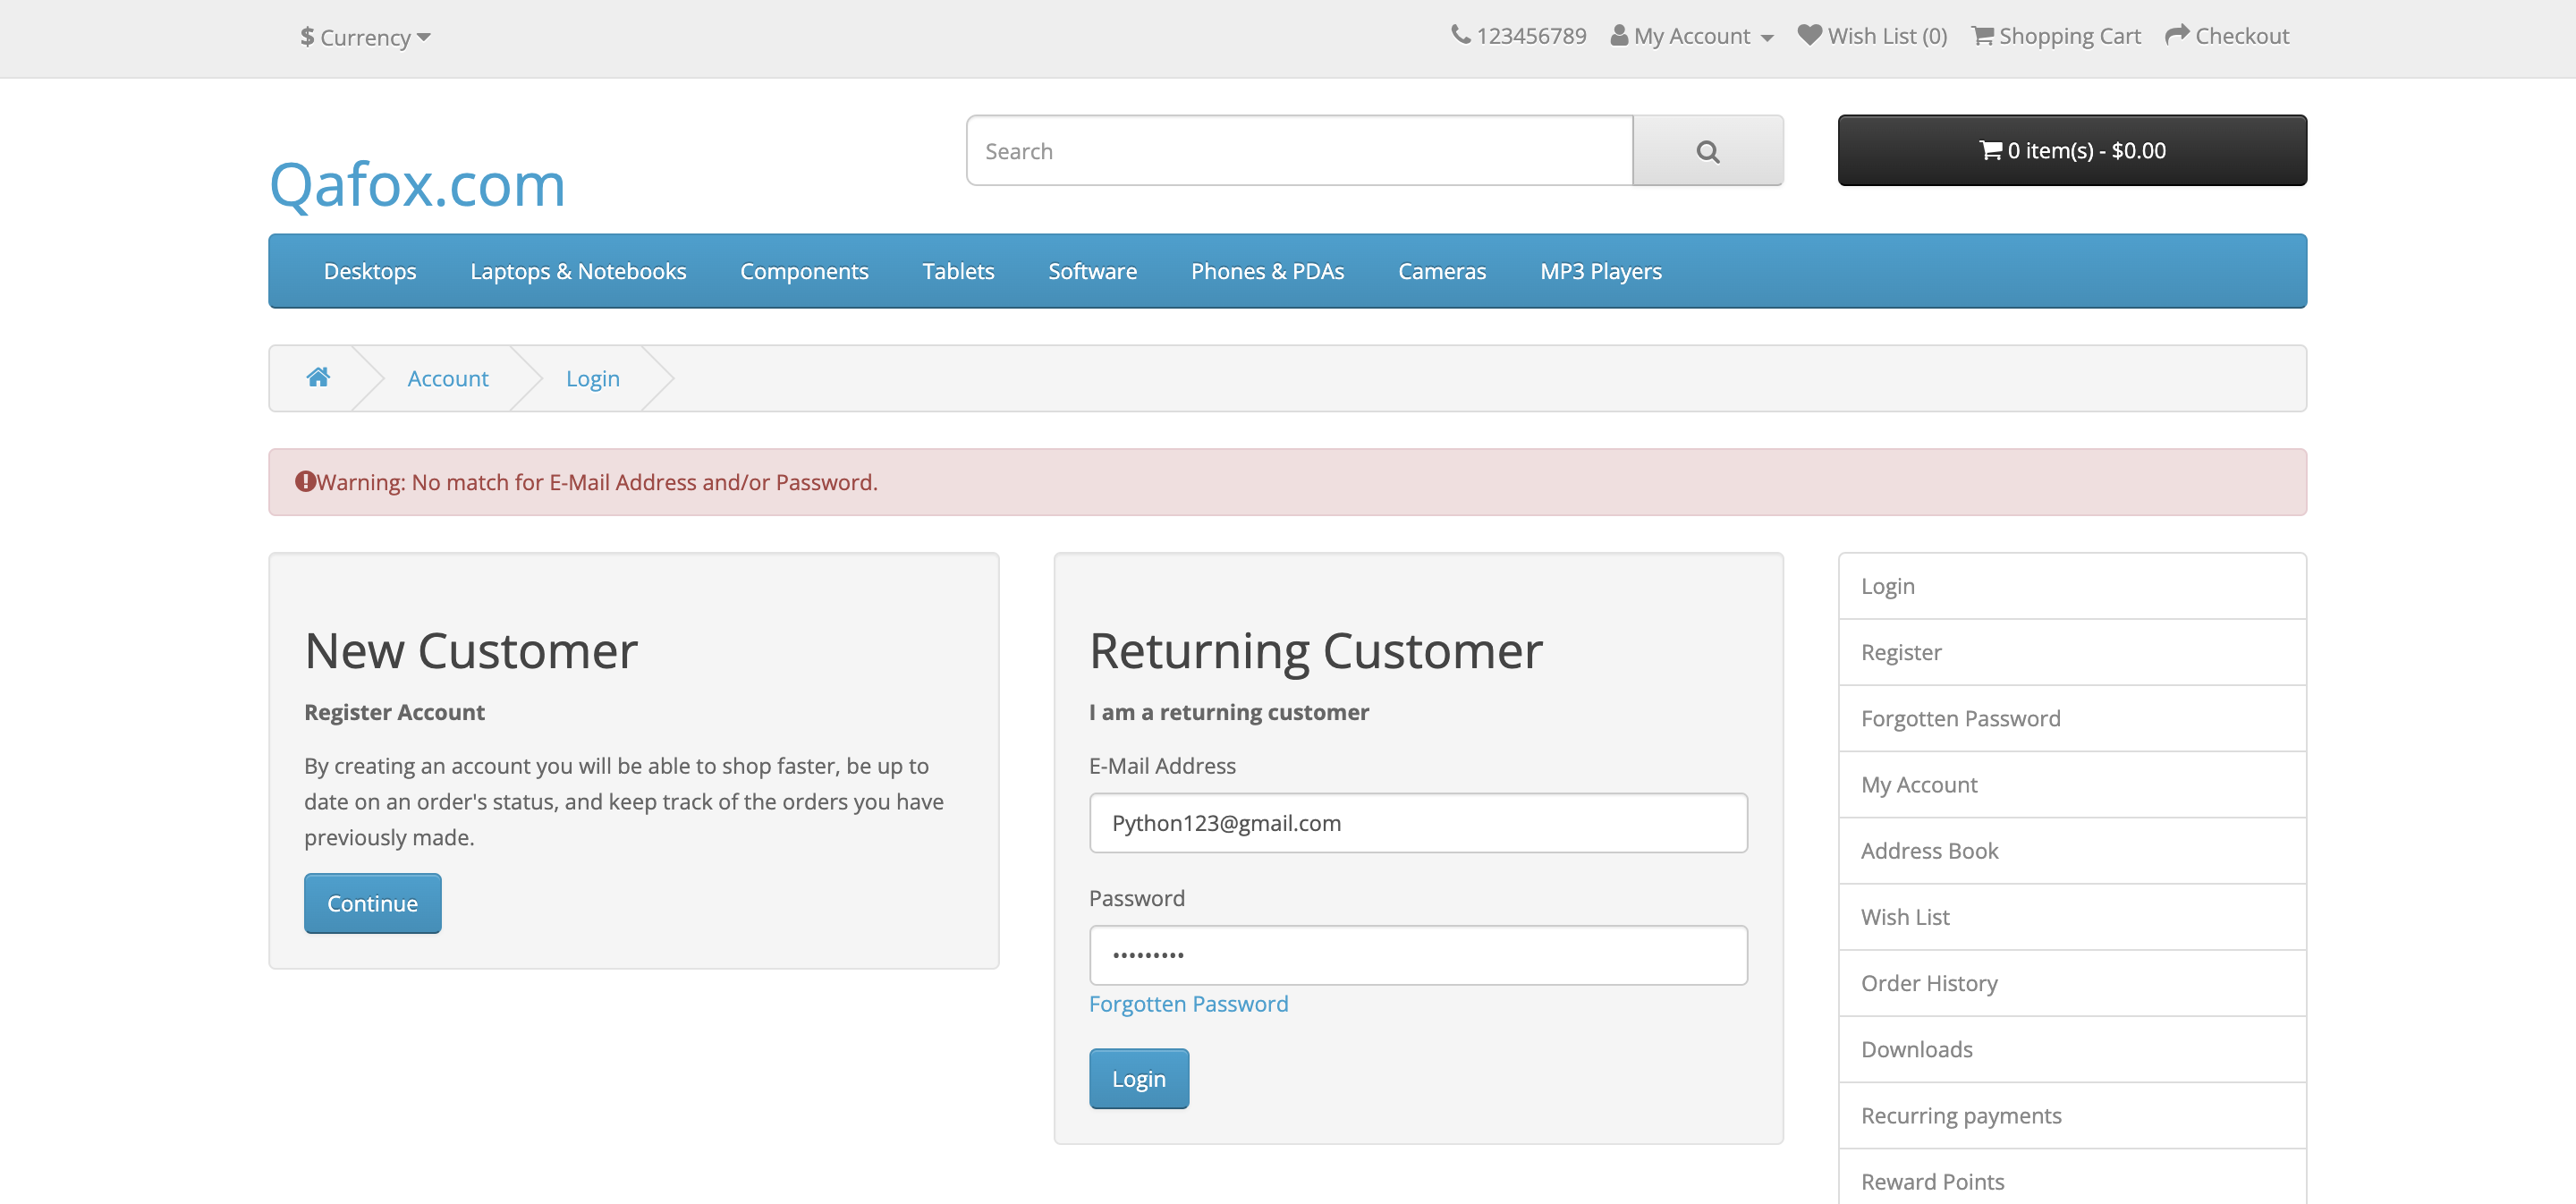 $ Currency
123456789 My Account Wish List (0) Shopping Cart Checkout
Qafox.com
Search
0 item(s) - $0.00
Desktops Laptops & Notebooks Components Tablets Software Phones & PDAs Cameras MP3 Players
Account Login
Warning: No match for E-Mail Address and/or Password.
New Customer
Register Account
By creating an account you will be able to shop faster, be up to
date on an order's status, and keep track of the orders you have
previously made.
Continue
Returning Customer
I am a returning customer
E-Mail Address
Python123@gmail.com
Password
•••••••••
Forgotten Password
Login
Login
Register
Forgotten Password
My Account
Address Book
Wish List
Order History
Downloads
Recurring payments
Reward Points